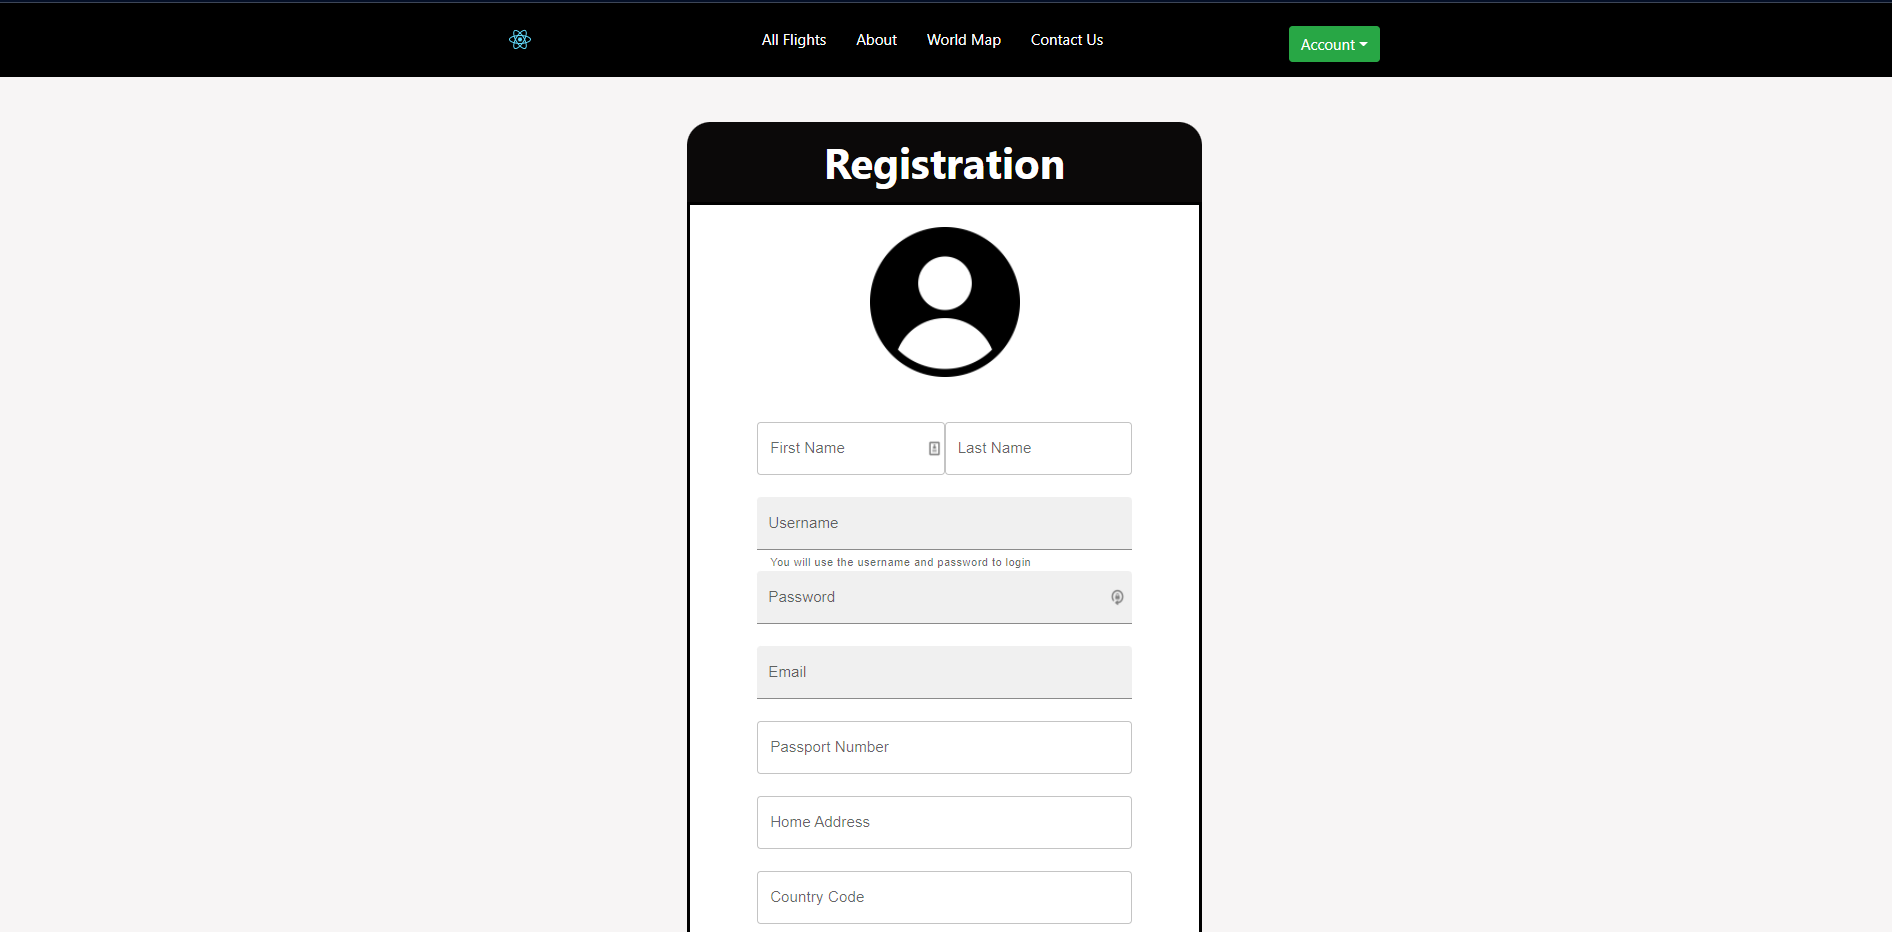 All Flights About World Map Contact Us Account
Registration
First Name Last Name
Username
You will use the username and password to login
Password
Email
Passport Number
Home Address
Country Code